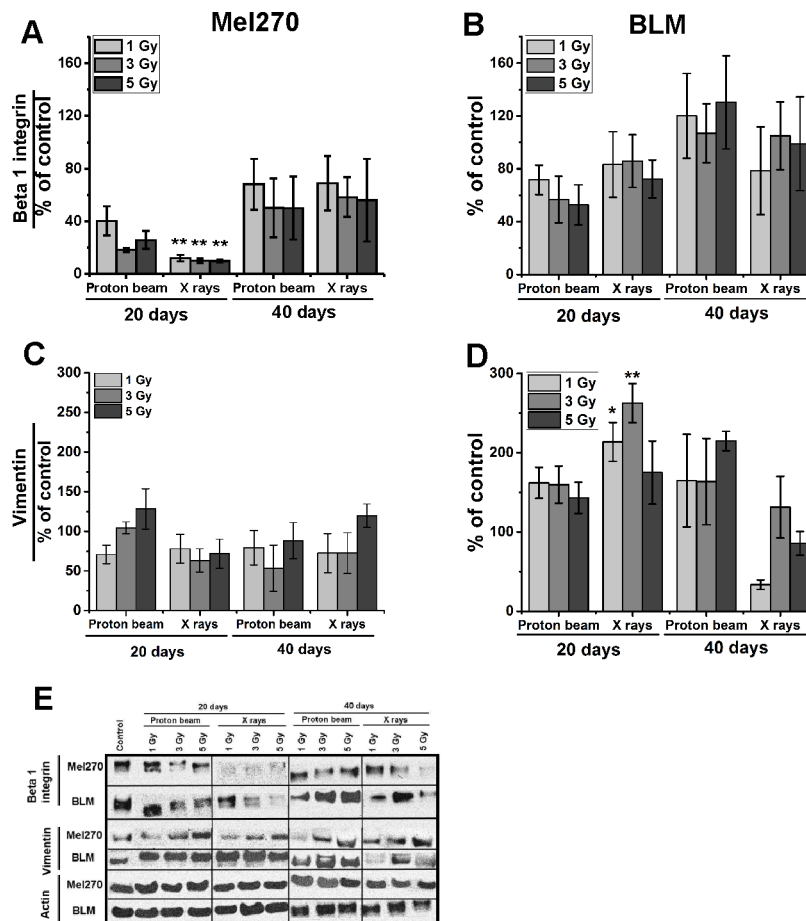 Mel270
BLM
A
B
Beta 1 integrin
% of control
160
120
80
40
0
1 Gy
3 Gy
5 Gy
** ** **
Proton beam X rays Proton beam X rays
20 days 40 days
% of control
160
120
80
40
0
1 Gy
3 Gy
5 Gy
Proton beam X rays Proton beam X rays
20 days 40 days
C
D
Vimentin
% of control
300
250
200
150
100
50
0
1 Gy
3 Gy
5 Gy
Proton beam X rays Proton beam X rays
20 days 40 days
% of control
300
200
100
0
1 Gy
3 Gy
5 Gy
* **
Proton beam X rays Proton beam X rays
20 days 40 days
E
20 days 40 days
Proton beam X rays Proton beam X rays
Control 1 Gy 3 Gy 5 Gy 1 Gy 3 Gy 5 Gy 1 Gy 3 Gy 5 Gy 1 Gy 3 Gy 5 Gy
Beta 1 integrin
Mel270
BLM
Vimentin
Mel270
BLM
Actin
Mel270
BLM